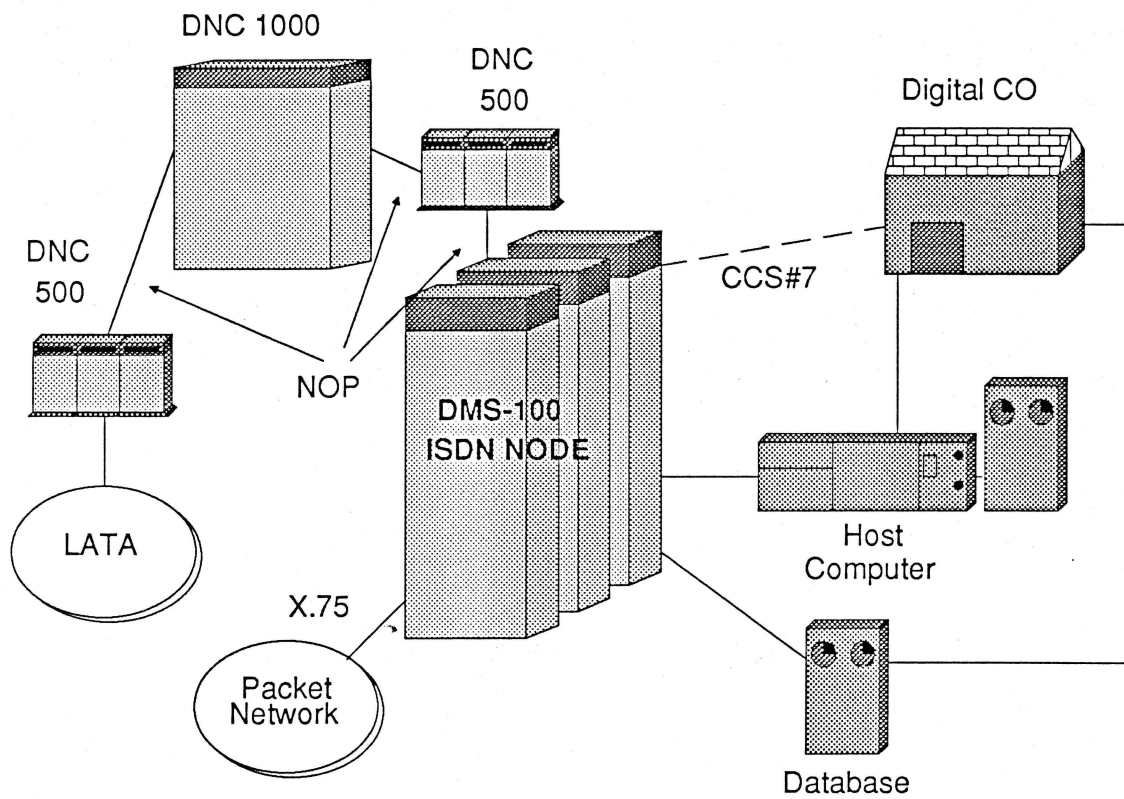 DNC 1000
DNC
500
Digital CO
DNC
500
CCS#7
NOP
DMS-100
ISDN NODE
LATA
Host
Computer
X.75
Packet
Network
Database